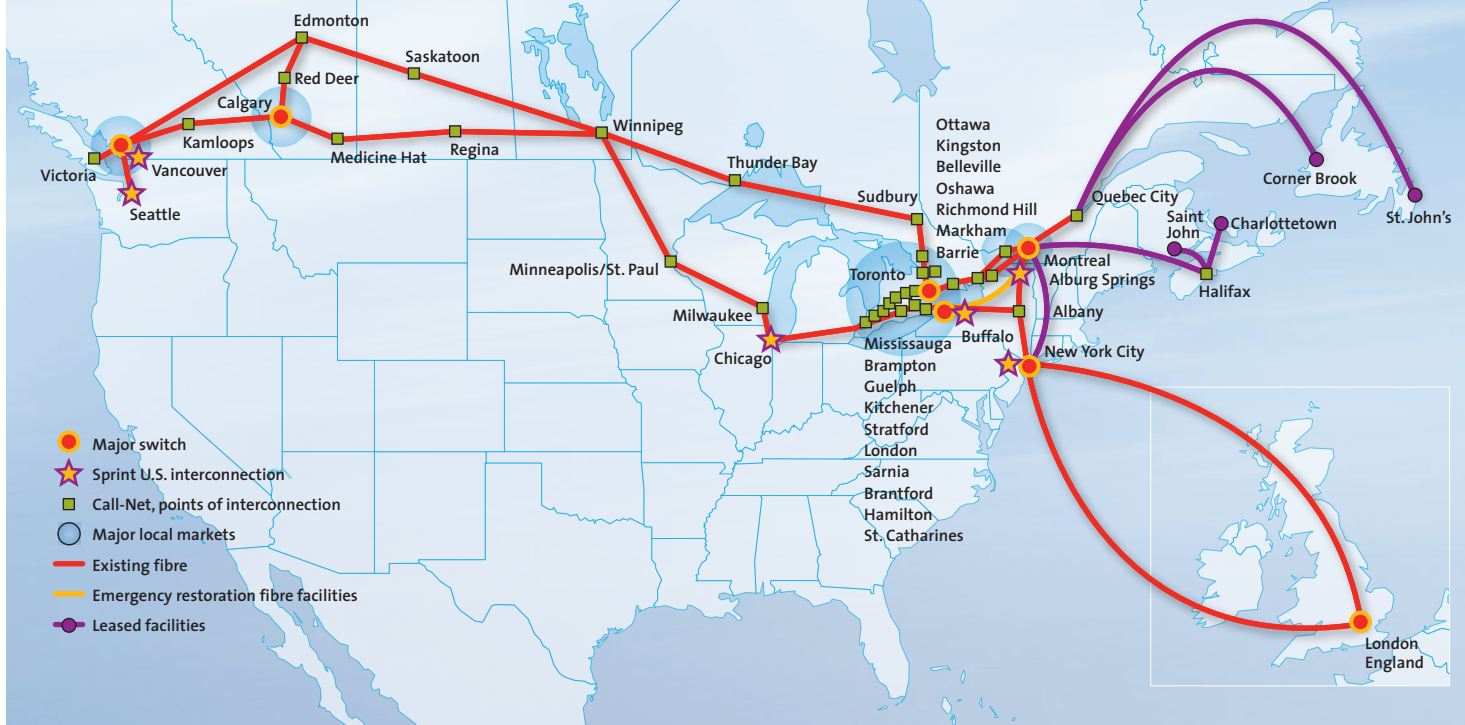 Edmonton
Saskatoon
Red Deer
Calgary
Kamloops
Winnipeg
Medicine Hat
Regina
Victoria
Vancouver
Seattle
Thunder Bay
Sudbury
Ottawa
Kingston
Belleville
Oshawa
Richmond Hill
Markham
Barrie
Toronto
Quebec City
Corner Brook
St. John's
Saint
John
Charlottetown
Halifax
Montreal
Alburg Springs
Albany
Minneapolis/St. Paul
Milwaukee
Chicago
Buffalo
New York City
Mississauga
Brampton
Guelph
Kitchener
Stratford
London
Sarnia
Brantford
Hamilton
St. Catharines
Major switch
Sprint U.S. interconnection
Call-Net, points of interconnection
Major local markets
Existing fibre
Emergency restoration fibre facilities
Leased facilities
London
England